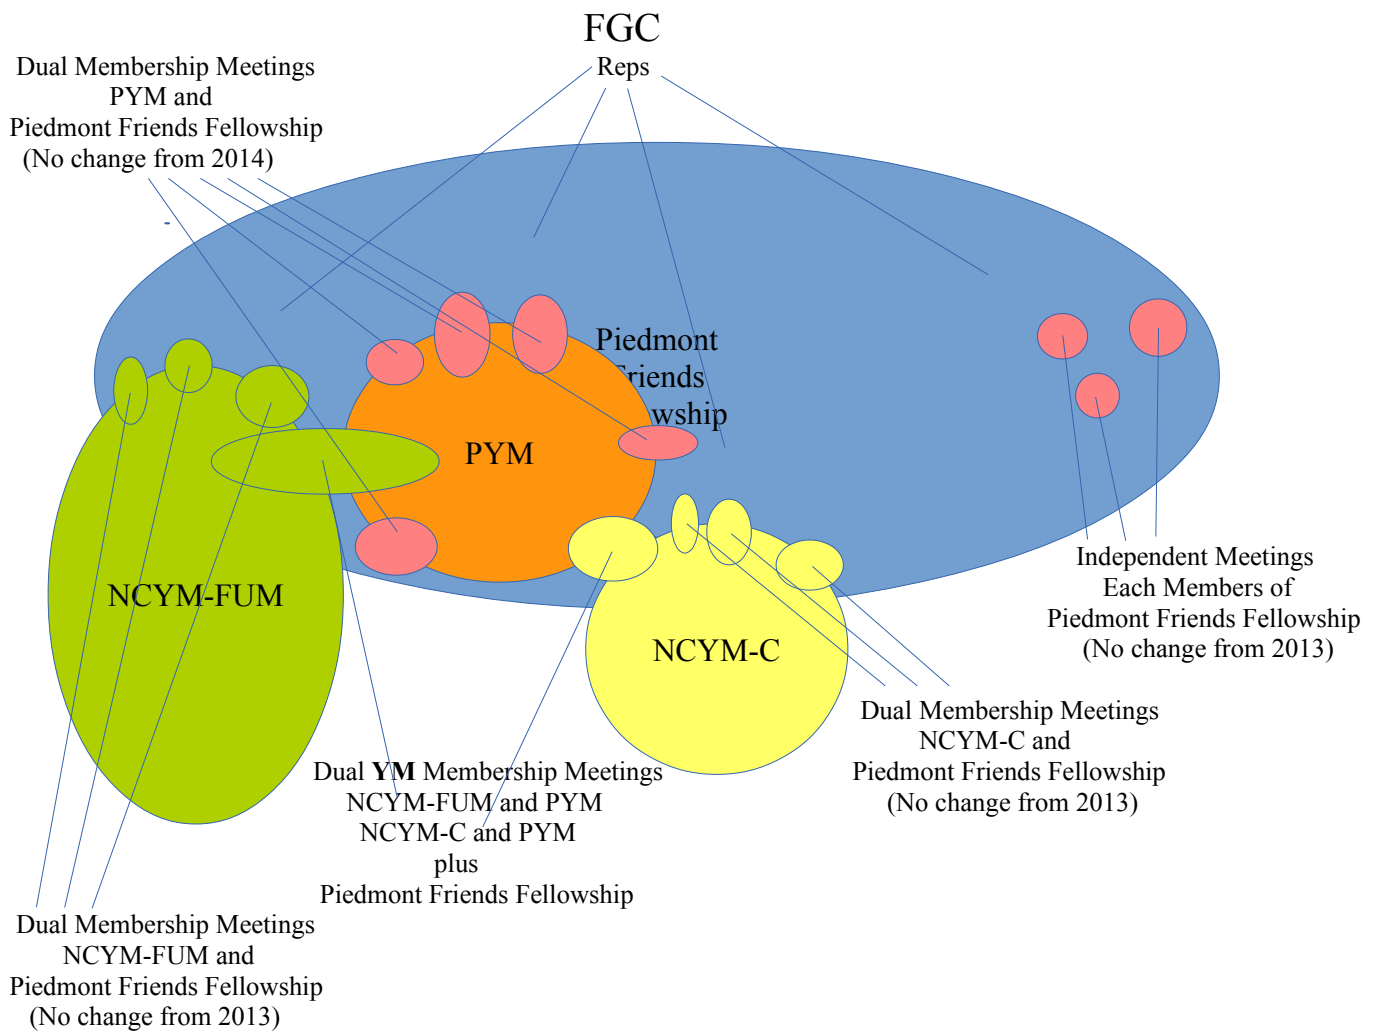 FGC
Reps
Dual Membership Meetings
PYM and
Piedmont Friends Fellowship
(No change from 2014)
Piedmont
riends
wship
PYM
NCYM-FUM
NCYM-C
Independent Meetings
Each Members of
Piedmont Friends Fellowship
(No change from 2013)
Dual Membership Meetings
NCYM-C and
Piedmont Friends Fellowship
(No change from 2013)
Dual YM Membership Meetings
NCYM-FUM and PYM
NCYM-C and PYM
plus
Piedmont Friends Fellowship
Dual Membership Meetings
NCYM-FUM and
Piedmont Friends Fellowship
(No change from 2013)